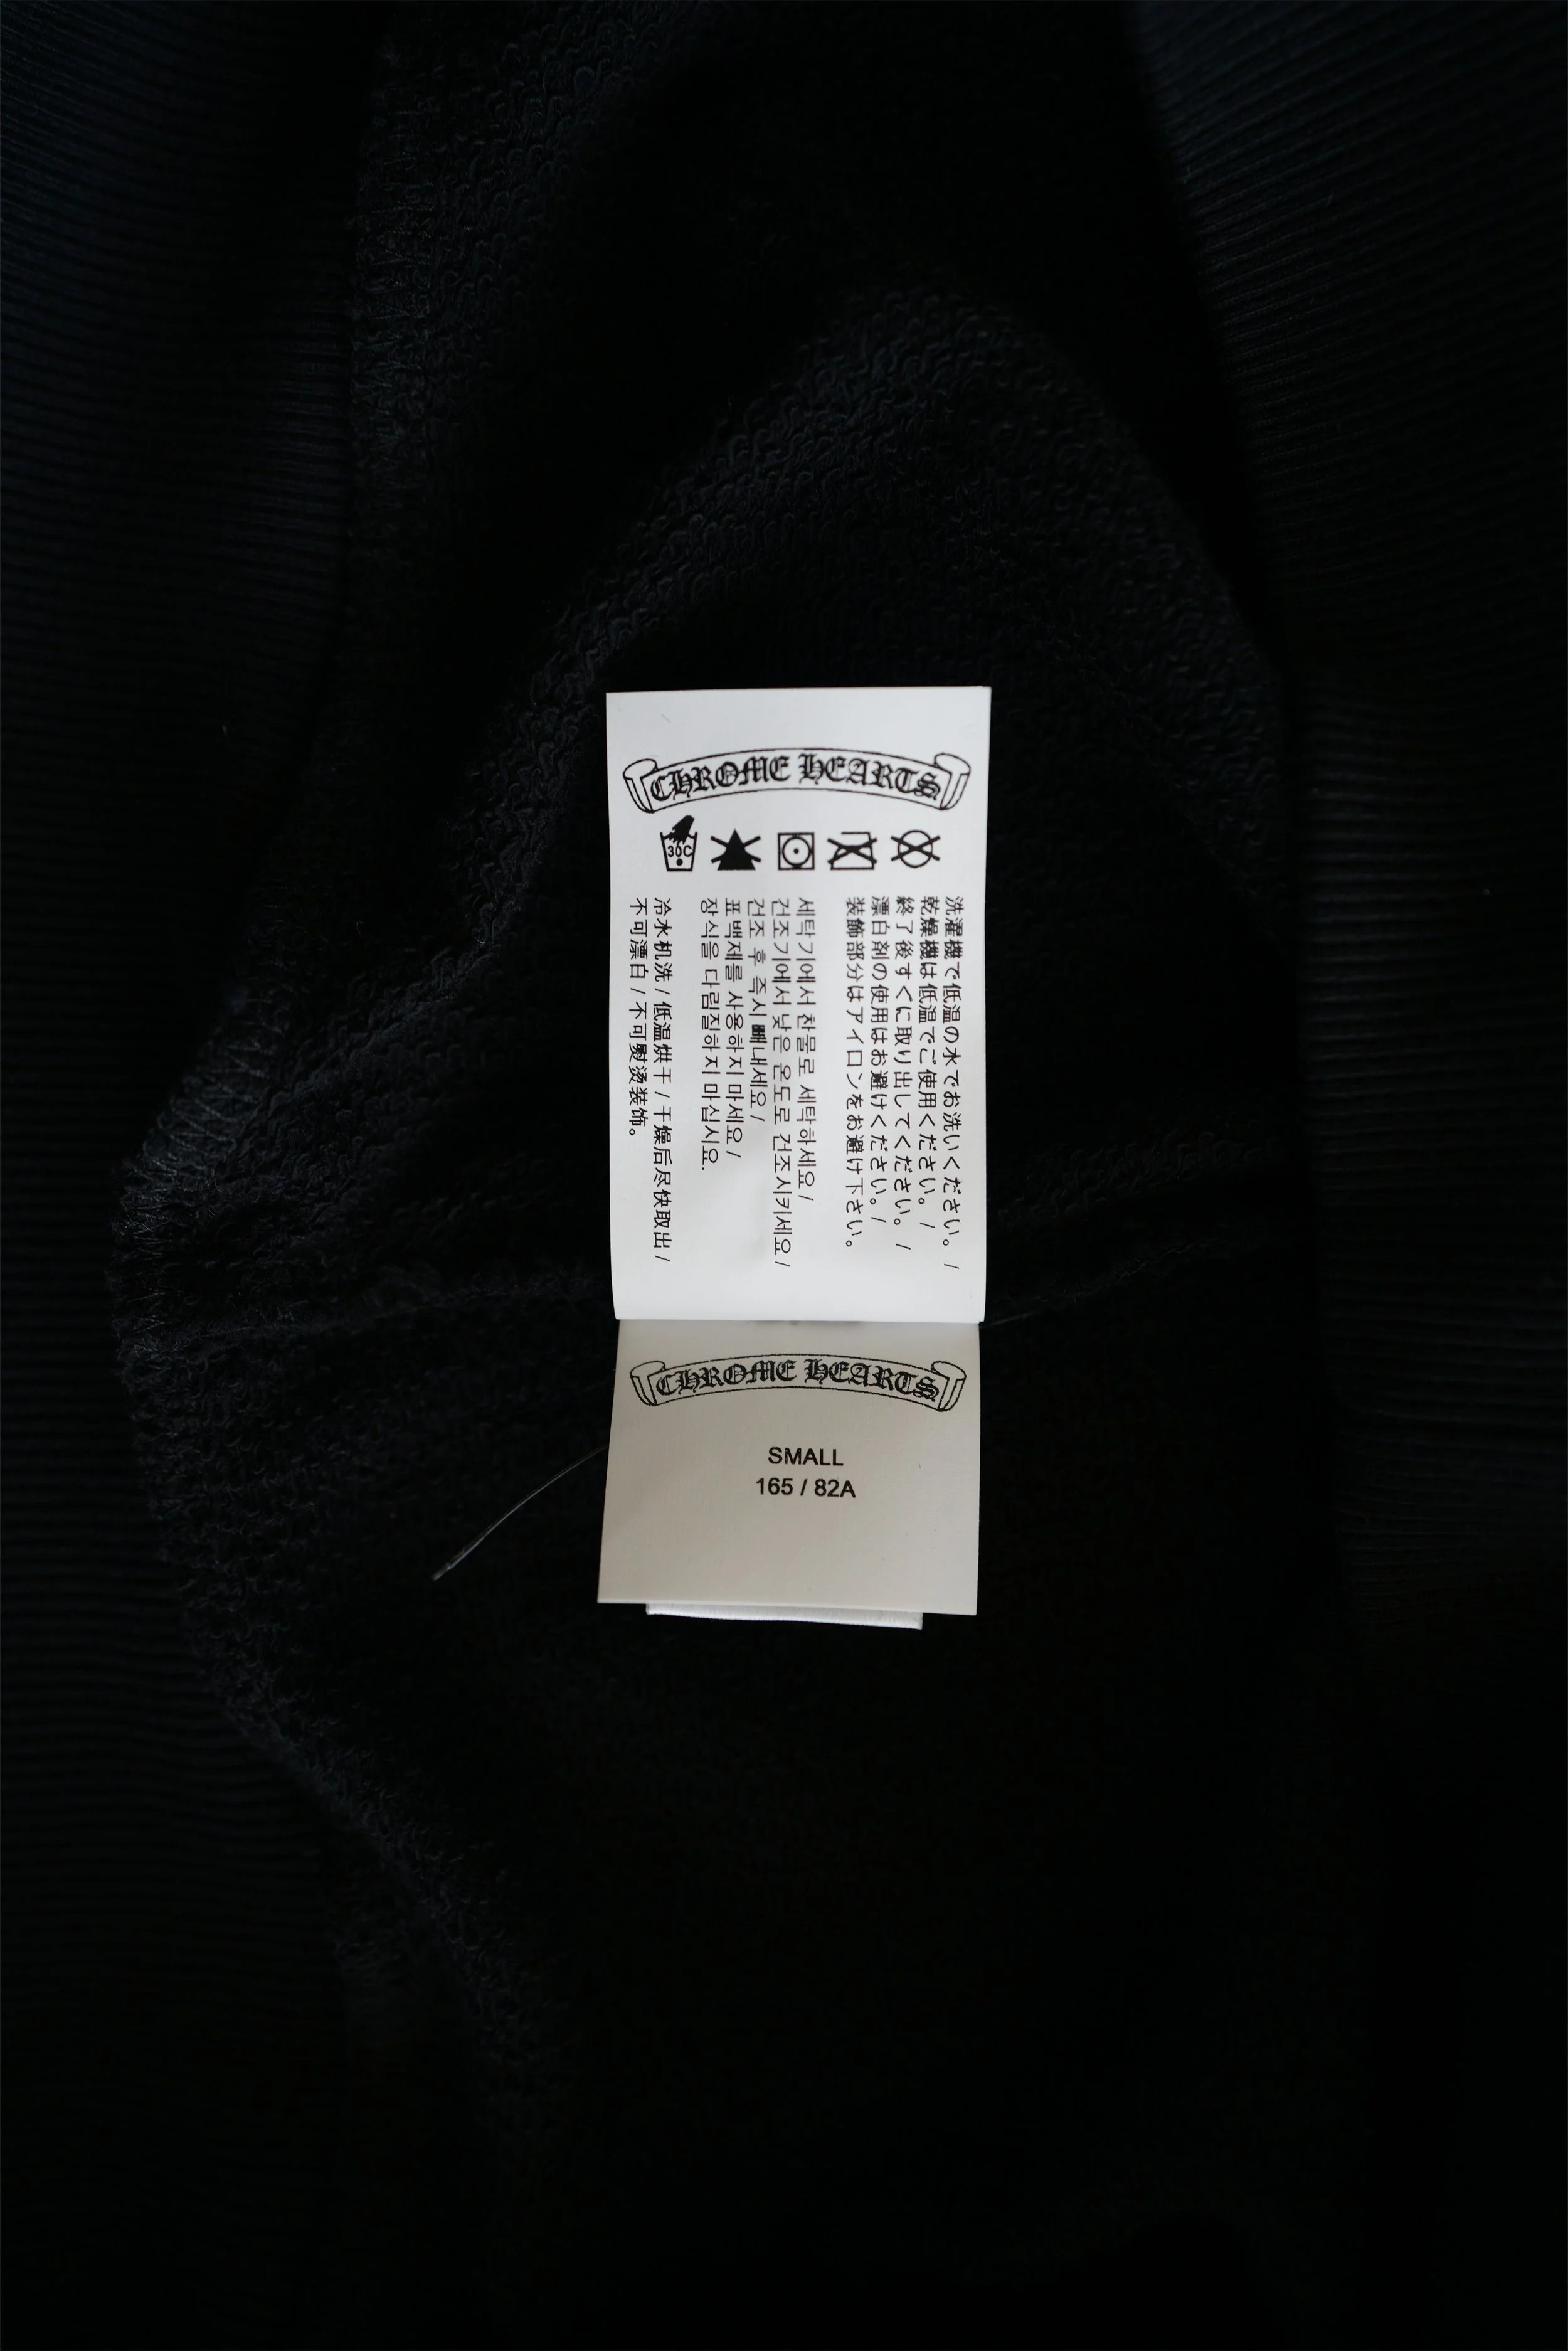 CHROME HEARTS
30C
洗濯機で低温の水でお洗いください。/
乾燥機は低温でご使用ください。/
終了後すぐに取り出してください。/
漂白剤の使用はお避けください。/
装飾部分はアイロンをお避け下さい。
세탁기에서 찬물로 세탁하세요/
건조기에서 낮은 온도로 건조시키세요/
건조 후 즉시 빼내세요/
표백제를 사용하지 마세요/
장식을 다림질하지 마십시요.
冷水机洗/低温烘干/干燥后尽快取出/
不可漂白/不可熨烫装饰。
CHROME HEARTS
SMALL
165 / 82A